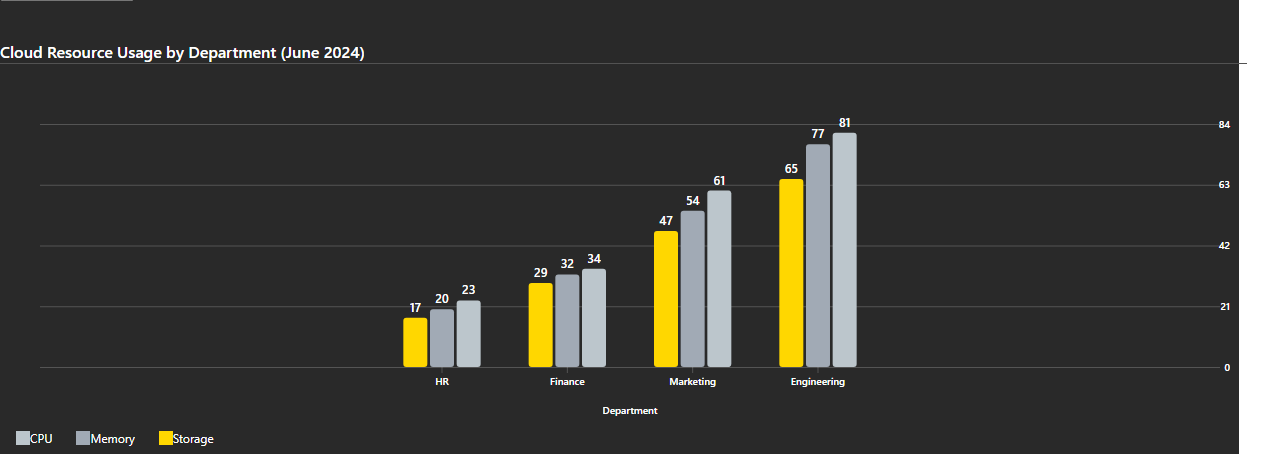 Cloud Resource Usage by Department (June 2024)
84
63
42
21
0
17 20 23
29 32 34
47 54 61
65 77 81
HR Finance Marketing Engineering
Department
CPU Memory Storage